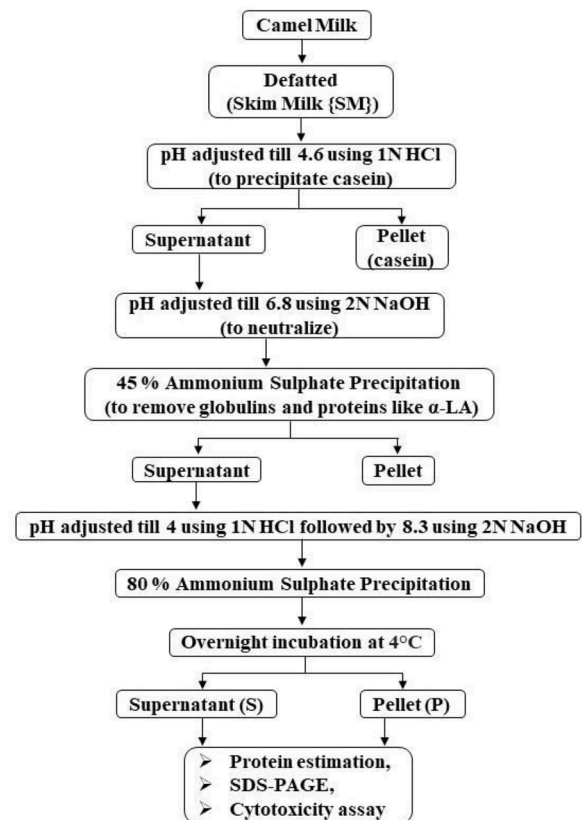 Camel Milk
Defatted
(Skim Milk {SM})
pH adjusted till 4.6 using 1N HCl
(to precipitate casein)
Supernatant
Pellet
(casein)
pH adjusted till 6.8 using 2N NaOH
(to neutralize)
45 % Ammonium Sulphate Precipitation
(to remove globulins and proteins like α-LA)
Supernatant
Pellet
pH adjusted till 4 using 1N HCl followed by 8.3 using 2N NaOH
80 % Ammonium Sulphate Precipitation
Overnight incubation at 4°C
Supernatant (S)
Pellet (P)
➢ Protein estimation,
➢ SDS-PAGE,
➢ Cytotoxicity assay